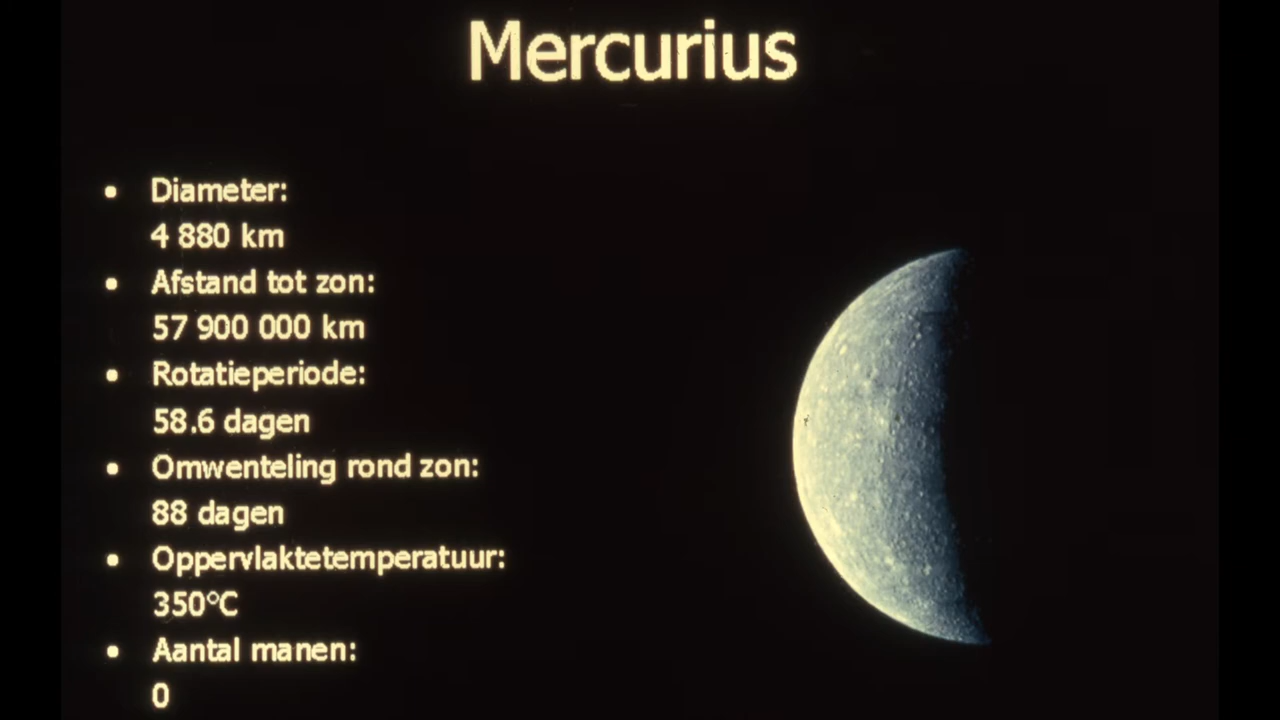 Mercurius
• Diameter:
4 880 km
• Afstand tot zon:
57 900 000 km
• Rotatieperiode:
58.6 dagen
• Omwenteling rond zon:
88 dagen
• Oppervlaktetemperatuur:
350°C
• Aantal manen:
0